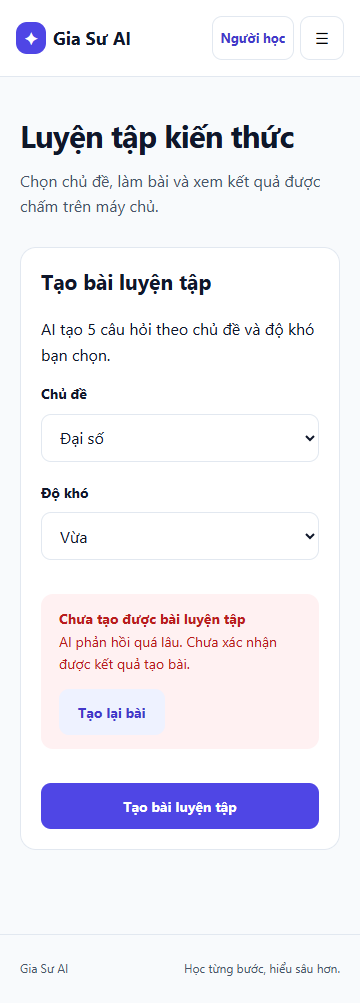 Gia Sư AI
Người học
Luyện tập kiến thức
Chọn chủ đề, làm bài và xem kết quả được
chấm trên máy chủ.
Tạo bài luyện tập
AI tạo 5 câu hỏi theo chủ đề và độ khó
bạn chọn.
Chủ đề
Đại số
Độ khó
Vừa
Chưa tạo được bài luyện tập
AI phản hồi quá lâu. Chưa xác nhận
được kết quả tạo bài.
Tạo lại bài
Tạo bài luyện tập
Gia Sư AI
Học từng bước, hiểu sâu hơn.